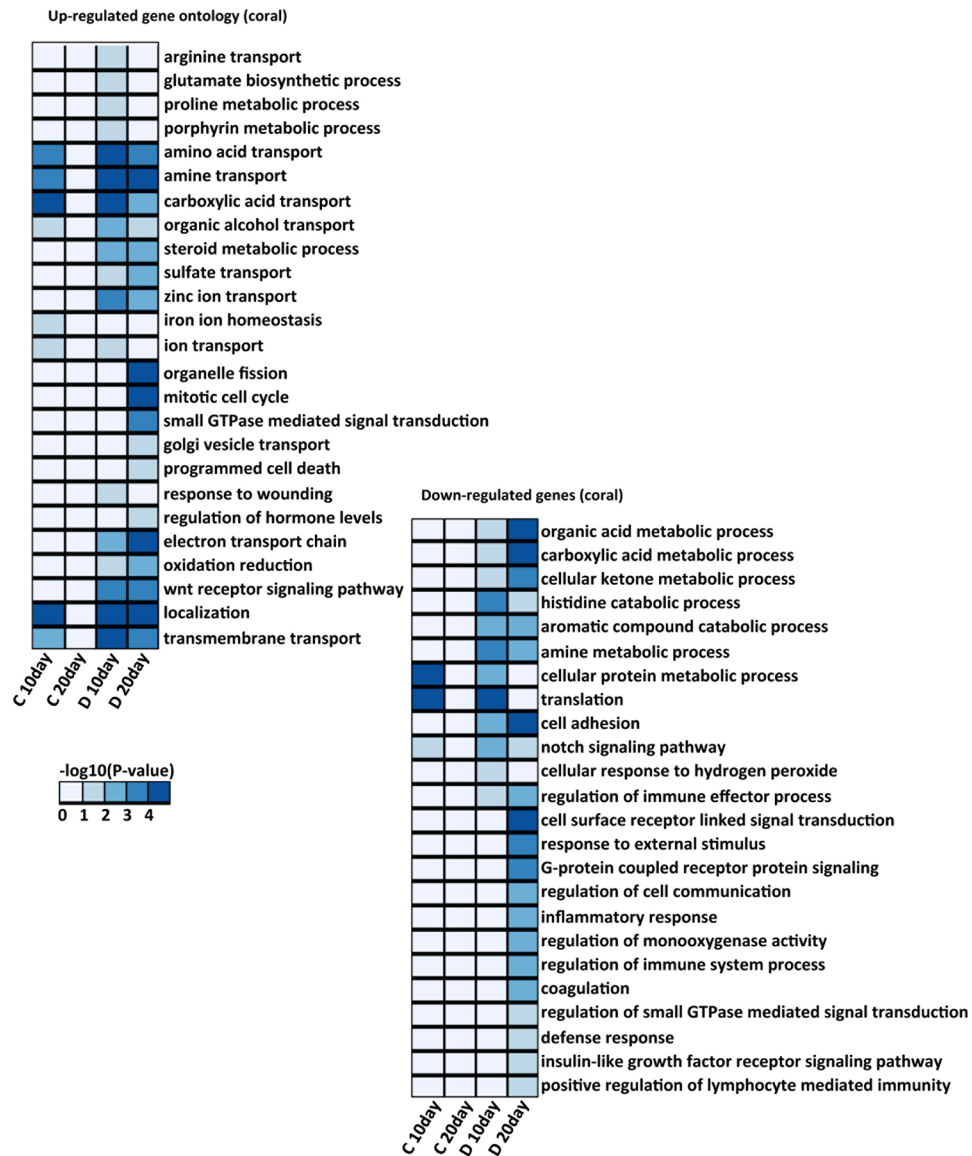 Up-regulated gene ontology (coral)
arginine transport
glutamate biosynthetic process
proline metabolic process
porphyrin metabolic process
amino acid transport
amine transport
carboxylic acid transport
organic alcohol transport
steroid metabolic process
sulfate transport
zinc ion transport
iron ion homeostasis
ion transport
organelle fission
mitotic cell cycle
small GTPase mediated signal transduction
golgi vesicle transport
programmed cell death
response to wounding
regulation of hormone levels
electron transport chain
oxidation reduction
wnt receptor signaling pathway
localization
transmembrane transport
C 10day
C 20day
D 10day
D 20day
-log10(P-value)
0 1 2 3 4
Down-regulated genes (coral)
organic acid metabolic process
carboxylic acid metabolic process
cellular ketone metabolic process
histidine catabolic process
aromatic compound catabolic process
amine metabolic process
cellular protein metabolic process
translation
cell adhesion
notch signaling pathway
cellular response to hydrogen peroxide
regulation of immune effector process
cell surface receptor linked signal transduction
response to external stimulus
G-protein coupled receptor protein signaling
regulation of cell communication
inflammatory response
regulation of monooxygenase activity
regulation of immune system process
coagulation
regulation of small GTPase mediated signal transduction
defense response
insulin-like growth factor receptor signaling pathway
positive regulation of lymphocyte mediated immunity
C 10day
C 20day
D 10day
D 20day